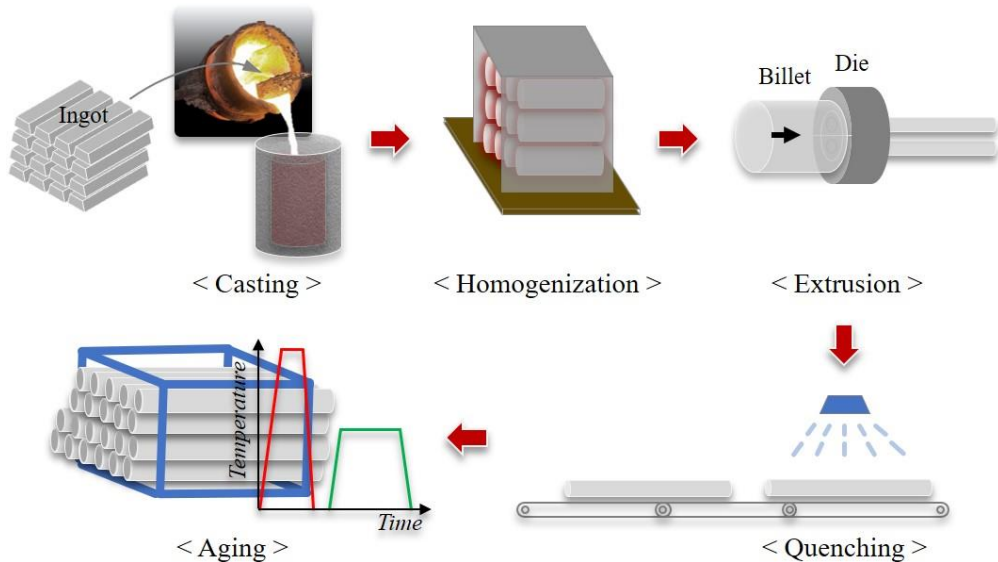 Ingot
Billet
Die
< Casting >
< Homogenization >
< Extrusion >
Temperature
Time
< Aging >
< Quenching >